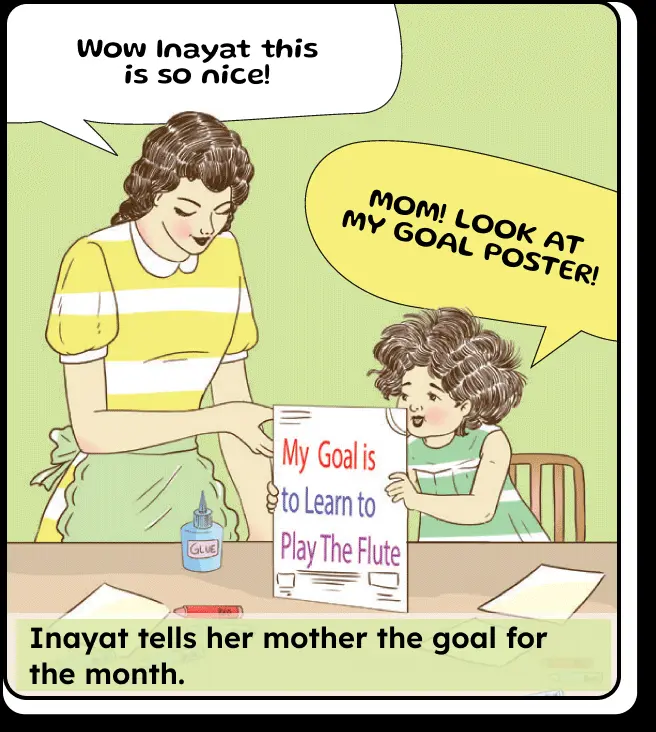 Wow Inayat this
is so nice!
MOM! LOOK AT
MY GOAL POSTER!
My Goal is
to Learn to
Play The Flute
GLUE
Inayat tells her mother the goal for
the month.